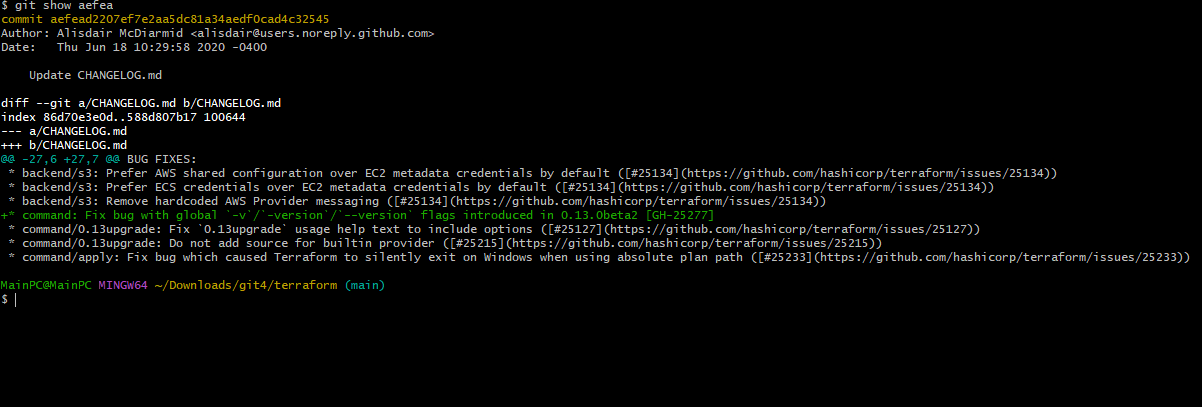 $ git show aefea
commit aefead2207ef7e2aa5dc81a34aedf0cad4c32545
Author: Alisdair McDiarmid <alisdair@users.noreply.github.com>
Date:   Thu Jun 18 10:29:58 2020 -0400
    Update CHANGELOG.md
diff --git a/CHANGELOG.md b/CHANGELOG.md
index 86d70e3e0d..588d807b17 100644
--- a/CHANGELOG.md
+++ b/CHANGELOG.md
@@ -27,6 +27,7 @@ BUG FIXES:
 * backend/s3: Prefer AWS shared configuration over EC2 metadata credentials by default ([#25134](https://github.com/hashicorp/terraform/issues/25134))
 * backend/s3: Prefer ECS credentials over EC2 metadata credentials by default ([#25134](https://github.com/hashicorp/terraform/issues/25134))
 * backend/s3: Remove hardcoded AWS Provider messaging ([#25134](https://github.com/hashicorp/terraform/issues/25134))
+* command: Fix bug with global `-v`/`-version`/`--version` flags introduced in 0.13.0beta2 [GH-25277]
 * command/0.13upgrade: Fix `0.13upgrade` usage help text to include options ([#25127](https://github.com/hashicorp/terraform/issues/25127))
 * command/0.13upgrade: Do not add source for builtin provider ([#25215](https://github.com/hashicorp/terraform/issues/25215))
 * command/apply: Fix bug which caused Terraform to silently exit on Windows when using absolute plan path ([#25233](https://github.com/hashicorp/terraform/issues/25233))
MainPC@MainPC MINGW64 ~/Downloads/git4/terraform (main)
$